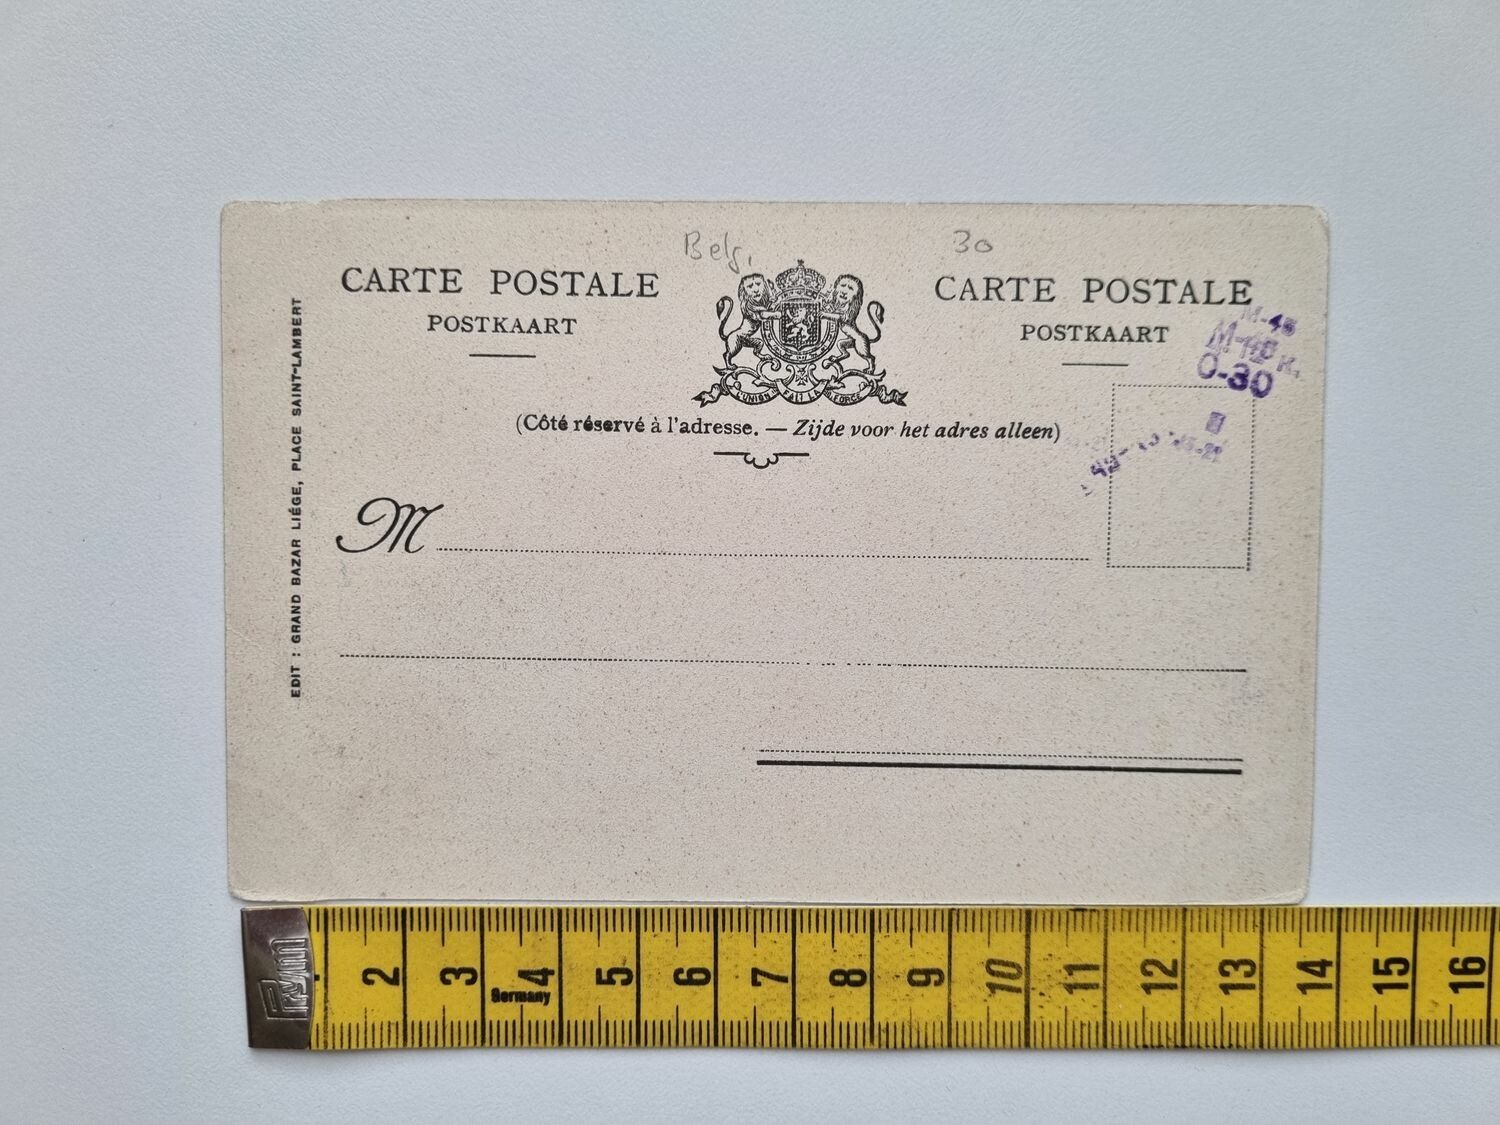 Belg.
30
CARTE POSTALE
POSTKAART
CARTE POSTALE
POSTKAART
L'UNION FAIT LA FORCE
M-45
O-30
(Côté réservé à l'adresse. — Zijde voor het adres alleen)
M
EDIT : GRAND BAZAR LIÉGE, PLACE SAINT-LAMBERT
Prym
2 3 4 5 6 7 8 9 10 11 12 13 14 15 16
Germany